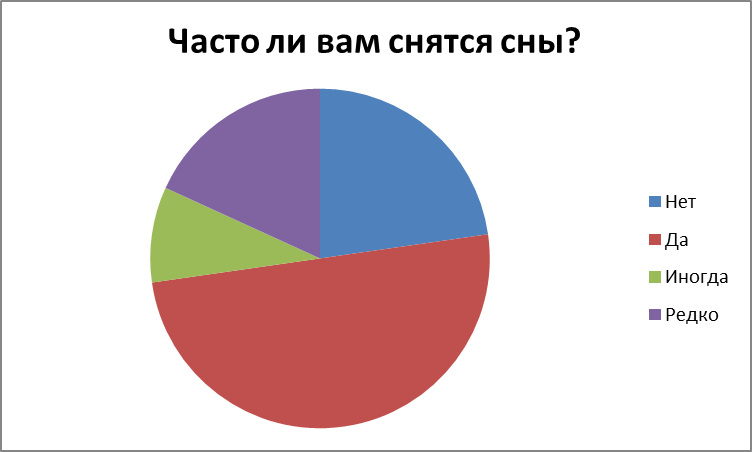 Часто ли вам снятся сны?
Нет
Да
Иногда
Редко